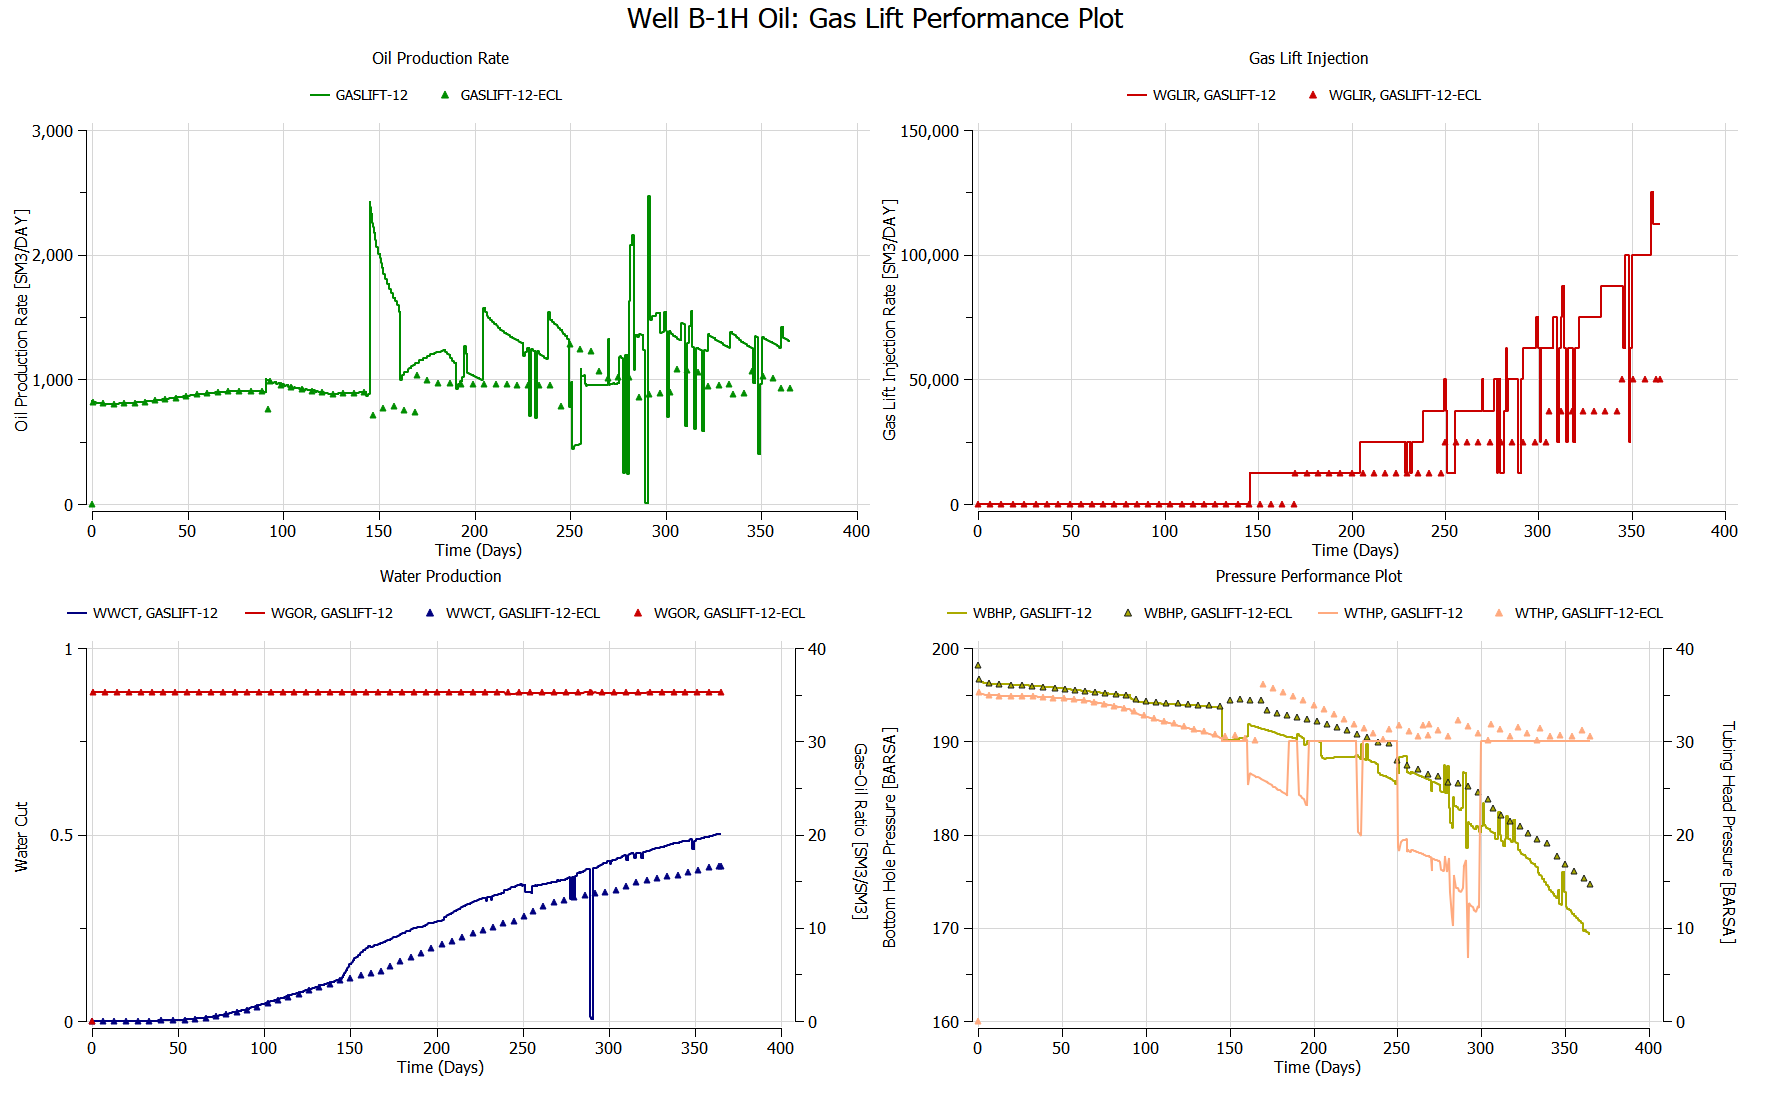 Well B-1H Oil: Gas Lift Performance Plot
Oil Production Rate
GASLIFT-12
GASLIFT-12-ECL
Oil Production Rate [SM3/DAY]
3,000
2,000
1,000
0
0 50 100 150 200 250 300 350 400
Time (Days)
Gas Lift Injection
WGLIR, GASLIFT-12
WGLIR, GASLIFT-12-ECL
Gas Lift Injection Rate [SM3/DAY]
150,000
100,000
50,000
0
0 50 100 150 200 250 300 350 400
Time (Days)
Water Production
WWCT, GASLIFT-12
WGOR, GASLIFT-12
WWCT, GASLIFT-12-ECL
WGOR, GASLIFT-12-ECL
Water Cut
1
0.5
0
40
30
20
10
0
Gas-Oil Ratio [SM3/SM3]
0 50 100 150 200 250 300 350 400
Time (Days)
Pressure Performance Plot
WBHP, GASLIFT-12
WBHP, GASLIFT-12-ECL
WTHP, GASLIFT-12
WTHP, GASLIFT-12-ECL
Bottom Hole Pressure [BARSA]
200
190
180
170
160
40
30
20
10
0
Tubing Head Pressure [BARSA]
0 50 100 150 200 250 300 350 400
Time (Days)